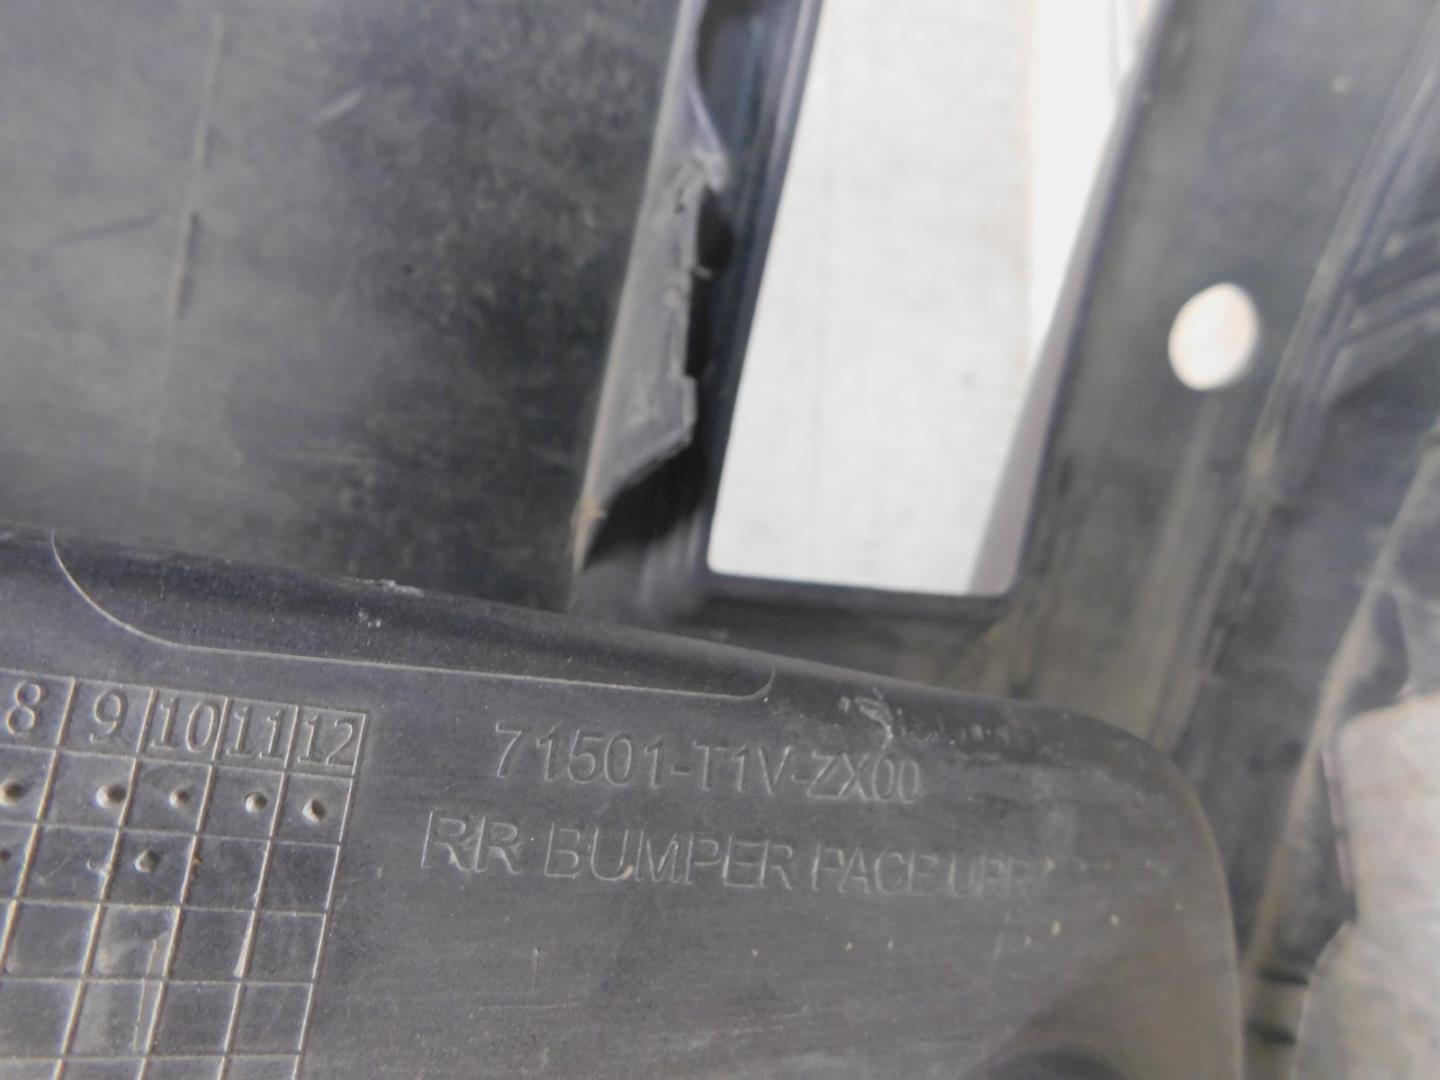 8 9 10 11 12
71501-T1V-ZX00
RR BUMPER FACE UPR